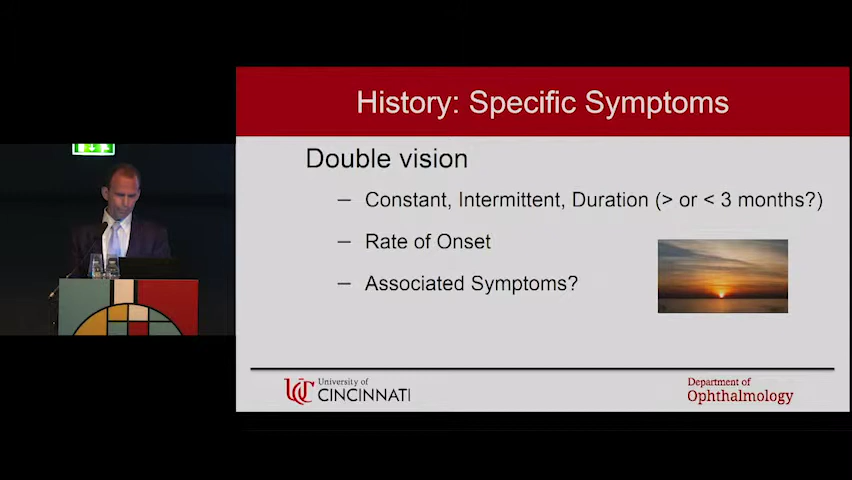 History: Specific Symptoms
Double vision
– Constant, Intermittent, Duration (> or < 3 months?)
– Rate of Onset
– Associated Symptoms?
UC University of
CINCINNATI
Department of
Ophthalmology